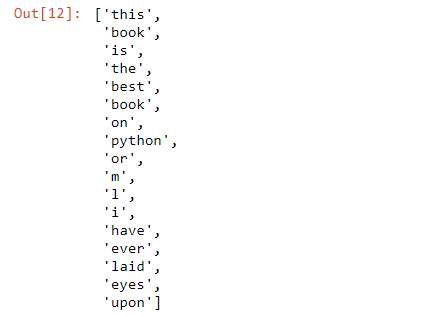 Out[12]: ['this',
'book',
'is',
'the',
'best',
'book',
'on',
'python',
'or',
'm',
'l',
'i',
'have',
'ever',
'laid',
'eyes',
'upon']